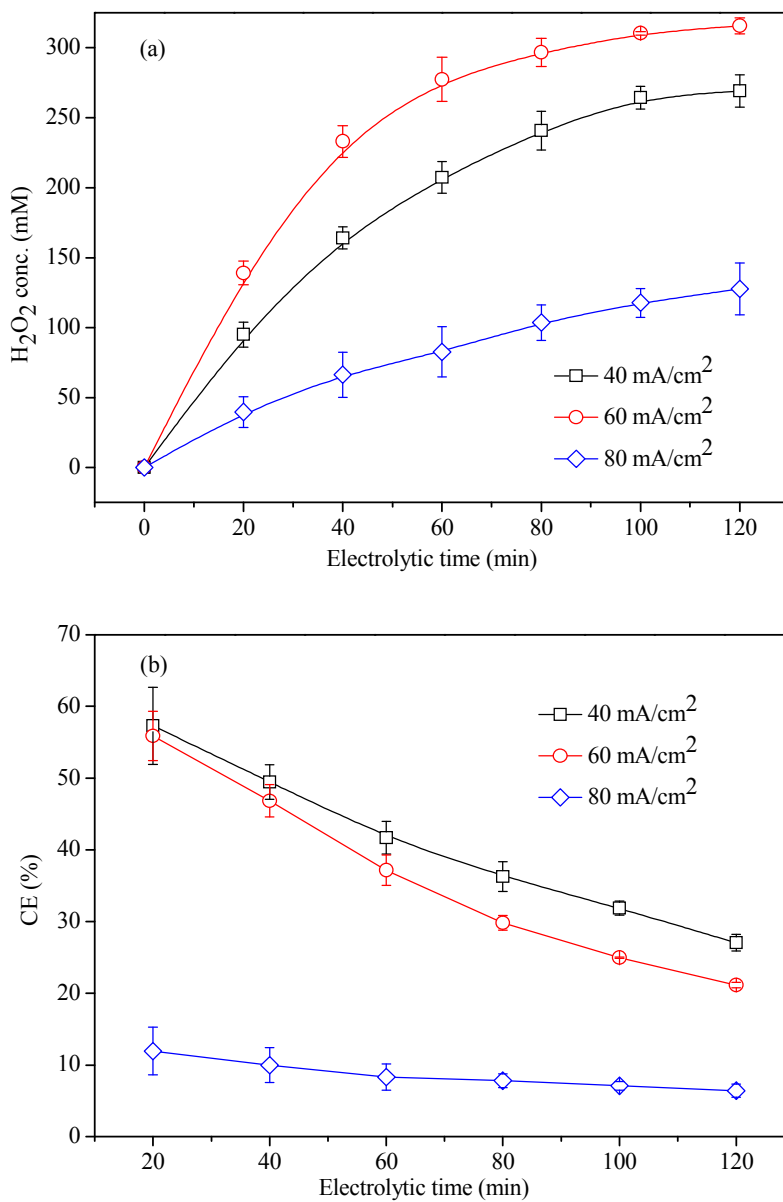 (a)
300
250
200
150
100
50
0
H₂O₂ conc. (mM)
40 mA/cm²
60 mA/cm²
80 mA/cm²
0 20 40 60 80 100 120
Electrolytic time (min)
70
60
50
40
30
20
10
0
CE (%)
(b)
40 mA/cm²
60 mA/cm²
80 mA/cm²
20 40 60 80 100 120
Electrolytic time (min)